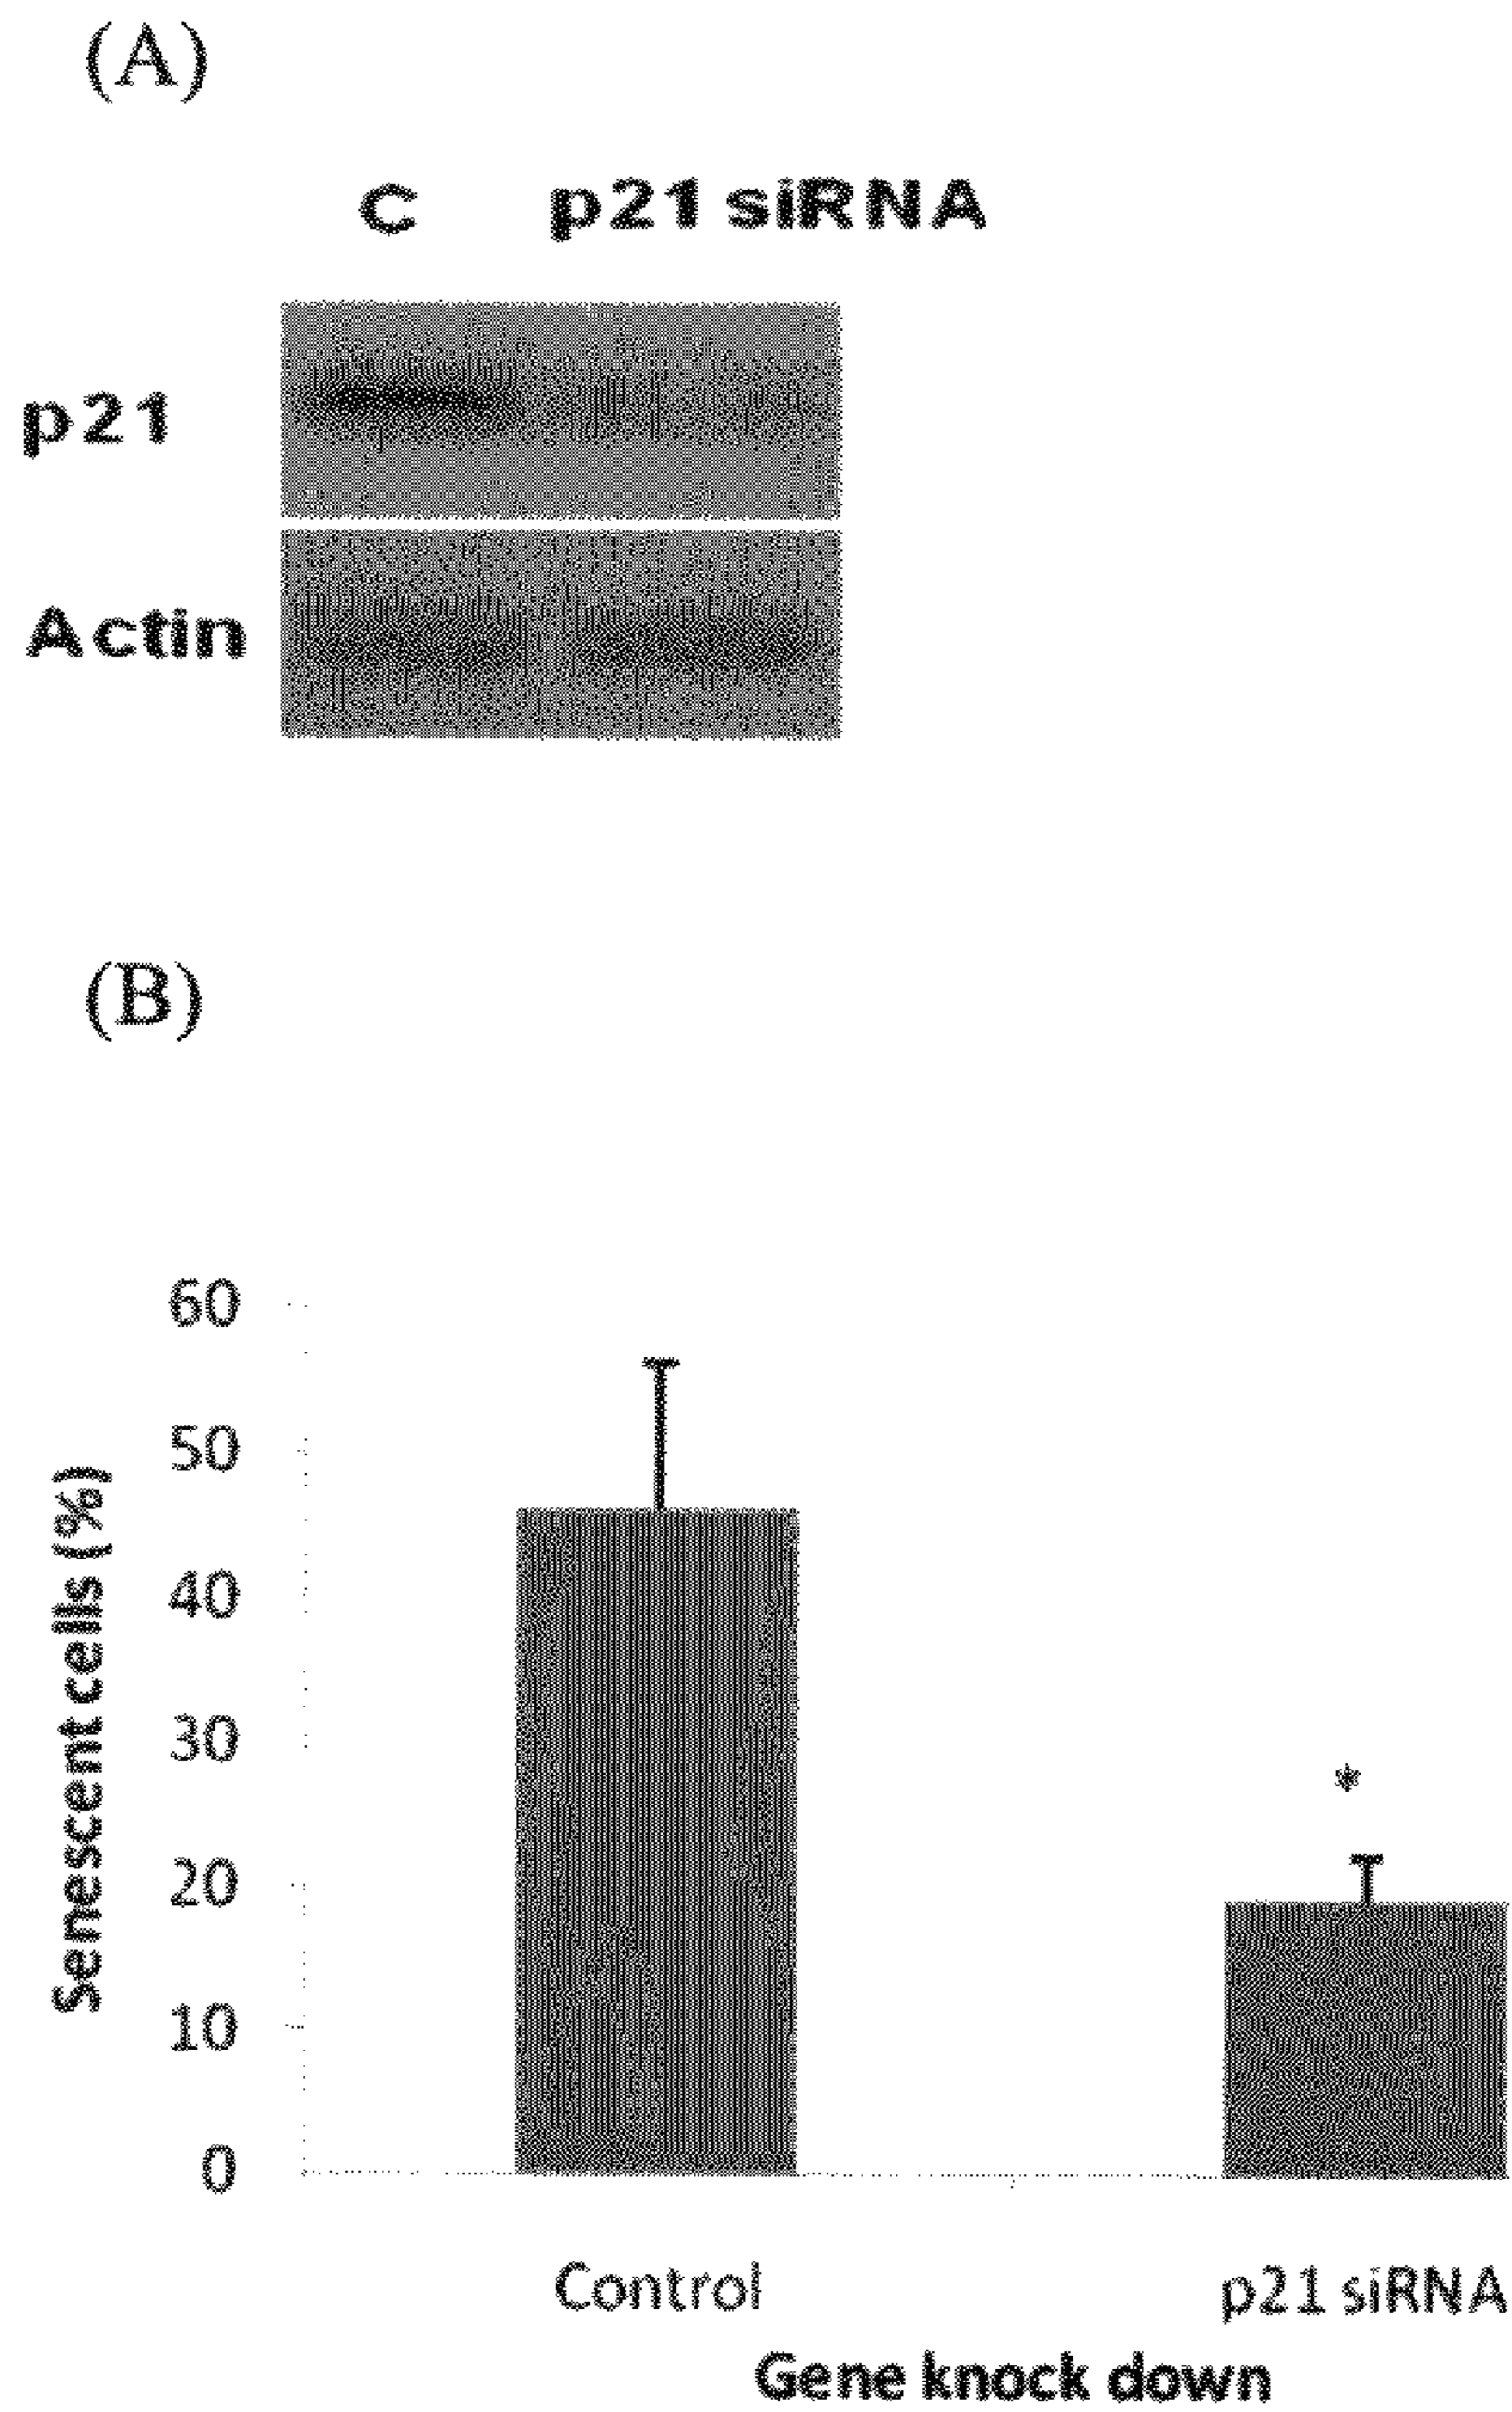 (A)
C p21 siRNA
p21
Actin
(B)
60
50
40
30
20
10
0
Senescent cells (%)
*
Control p21 siRNA
Gene knock down